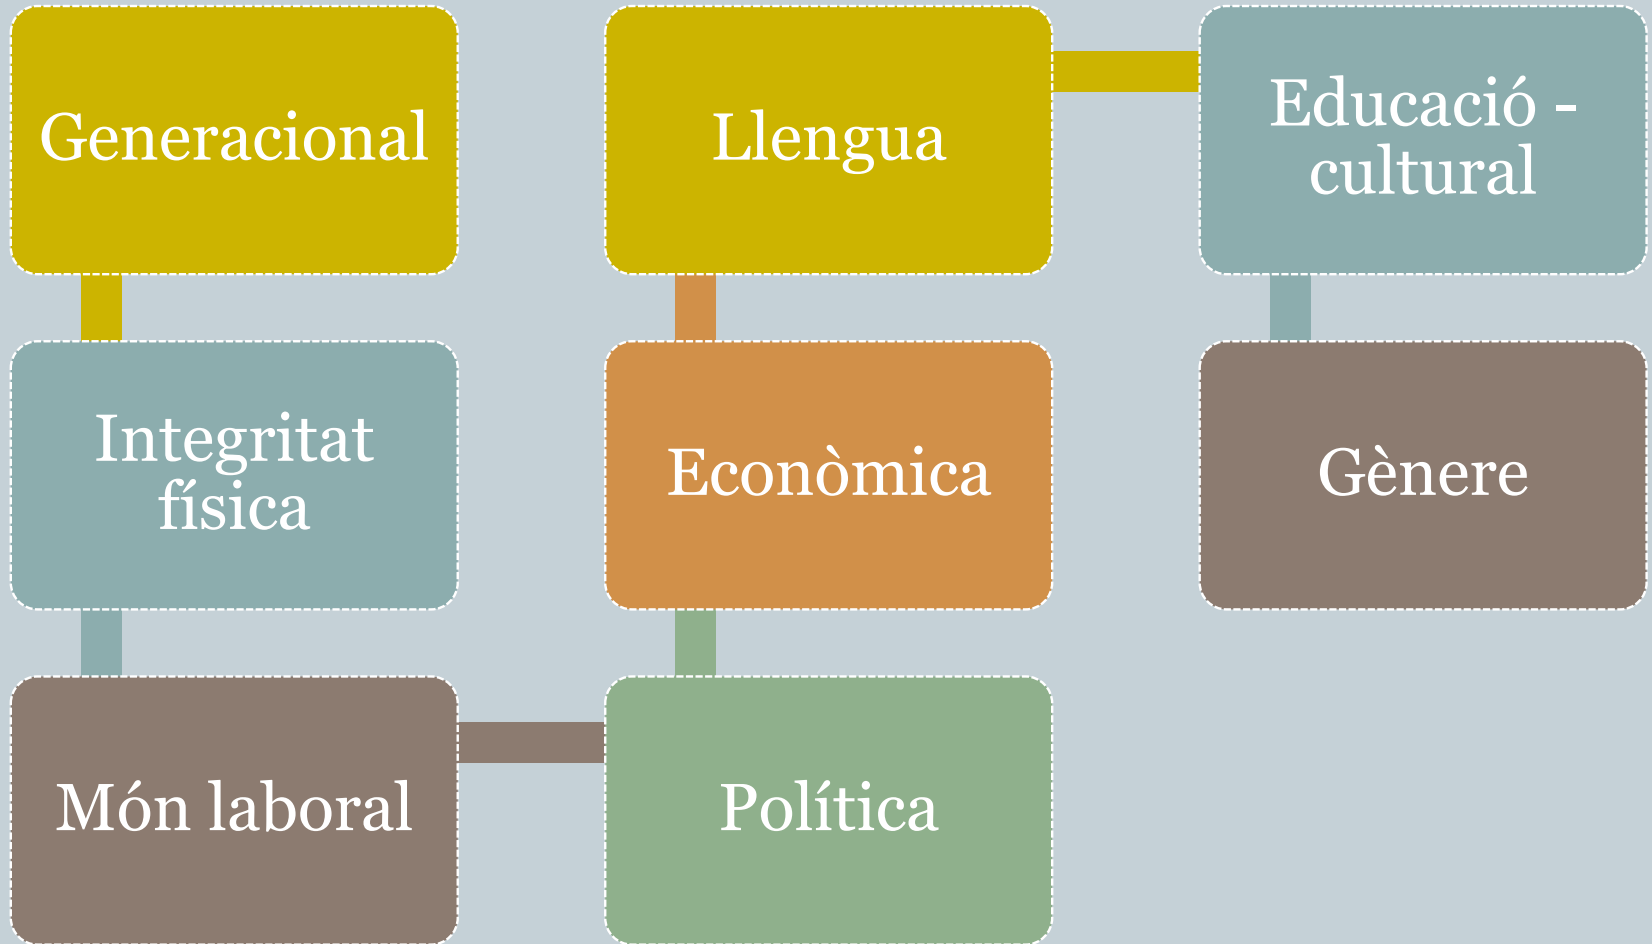 Generacional
Integritat
física
Món laboral
Política
Econòmica
Llengua
Educació -
cultural
Gènere